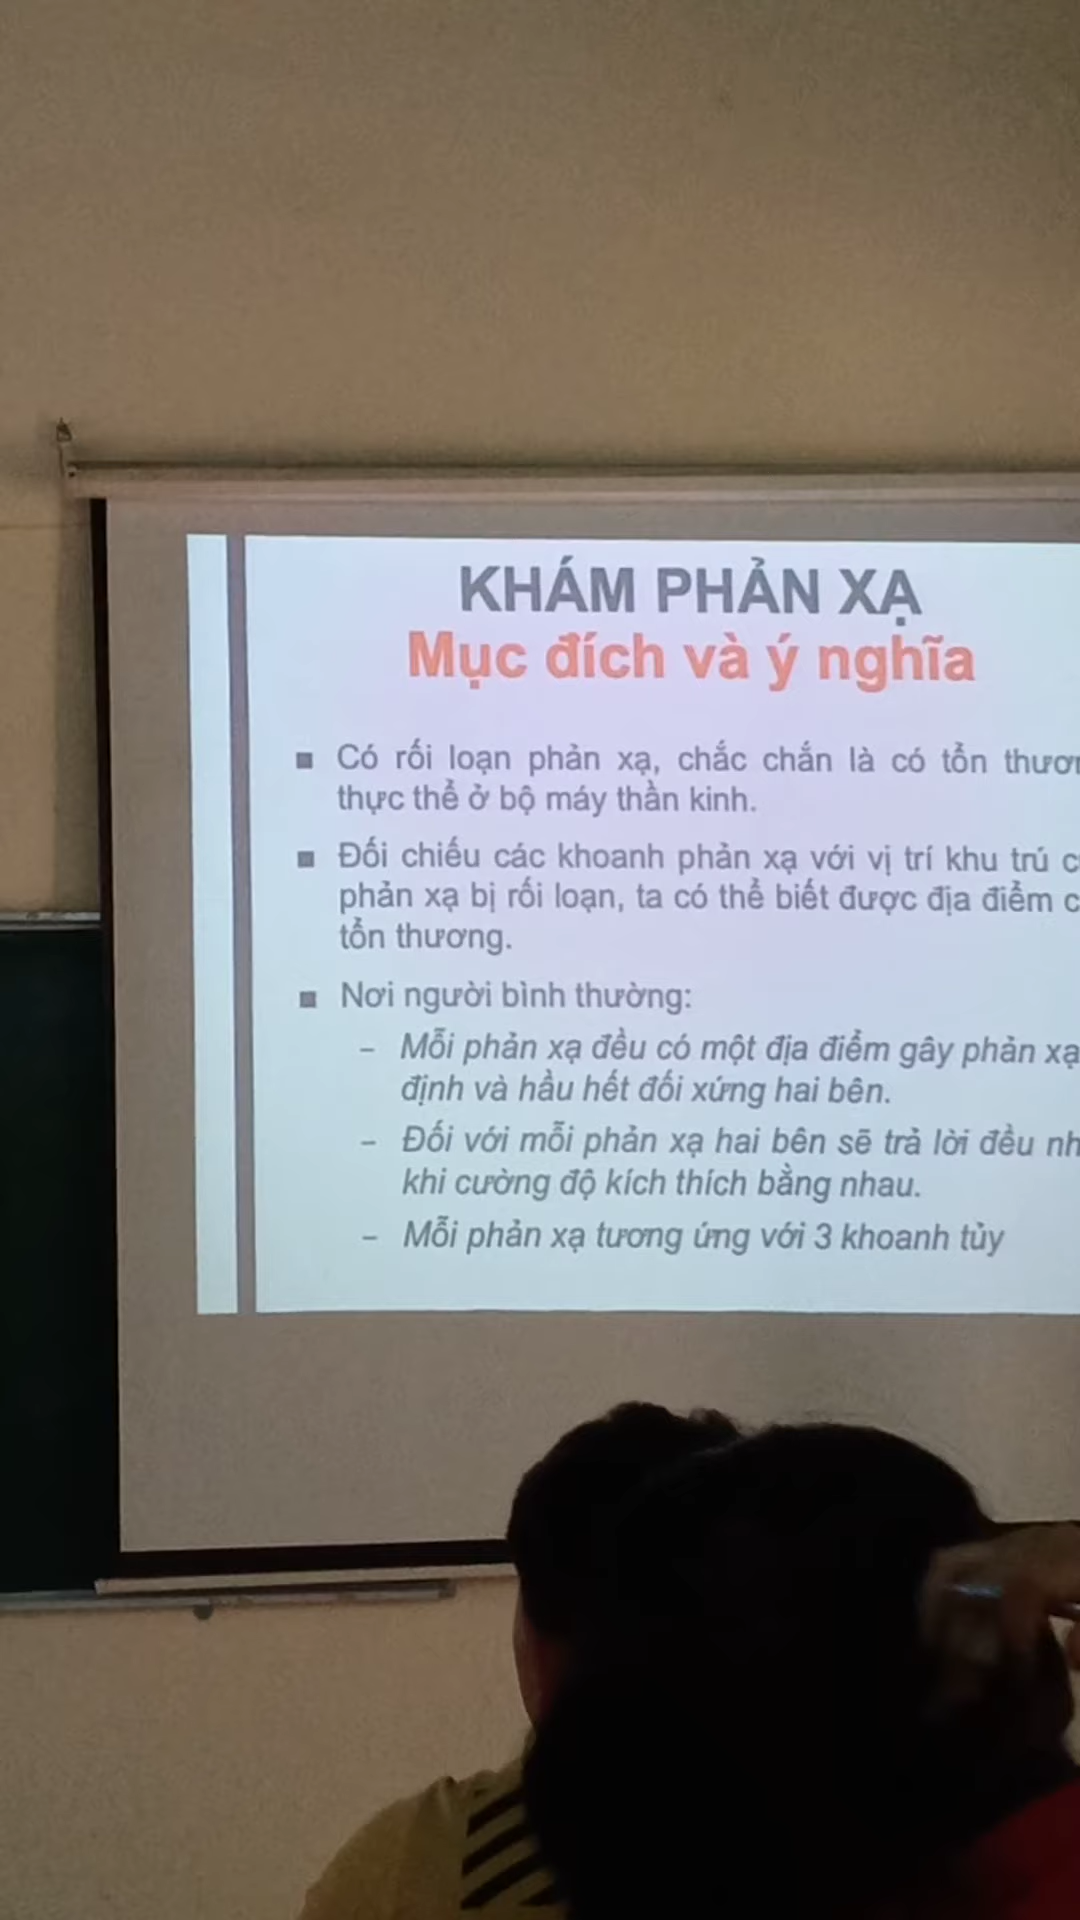 KHÁM PHẢN XẠ
Mục đích và ý nghĩa
▪ Có rối loạn phản xạ, chắc chắn là có tổn
thực thể ở bộ máy thần kinh.
▪ Đối chiếu các khoanh phản xạ với vị trí khu trú
phản xạ bị rối loạn, ta có thể biết được địa điểm
tổn thương.
▪ Nơi người bình thường:
- Mỗi phản xạ đều có một địa điểm gây phản xạ
định và hầu hết đối xứng hai bên.
- Đối với mỗi phản xạ hai bên sẽ trả lời đều
khi cường độ kích thích bằng nhau.
- Mỗi phản xạ tương ứng với 3 khoanh tủy